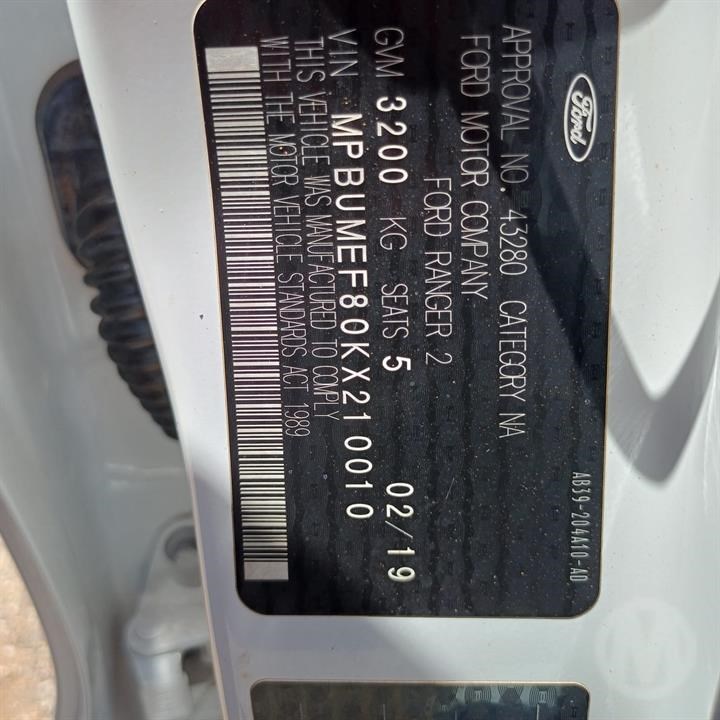 Ford
APPROVAL NO. 43280 CATEGORY NA
FORD MOTOR COMPANY
FORD RANGER 2
GVM 3200 KG SEATS 5 02/19
VIN MPBUMEF80KX210010
THIS VEHICLE WAS MANUFACTURED TO COMPLY
WITH THE MOTOR VEHICLE STANDARDS ACT 1989
AB39-204A10-AD
M